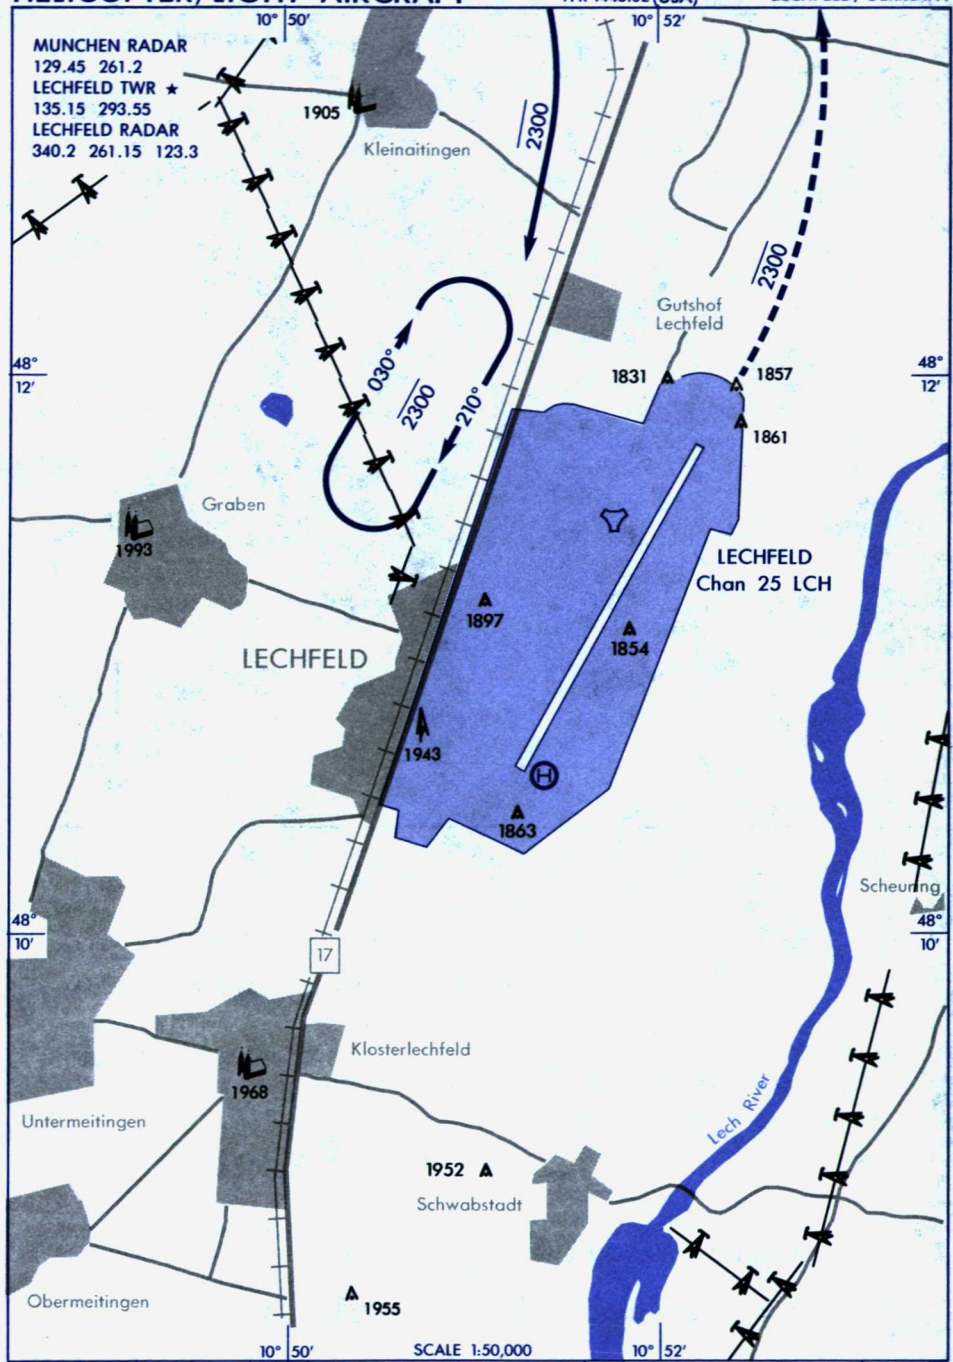 10° 50'
10° 52'
MUNCHEN RADAR
129.45 261.2
LECHFELD TWR ★
135.15 293.55
LECHFELD RADAR
340.2 261.15 123.3
1905
Kleinaitingen
2300
2300
Gutshof
Lechfeld
48°
12'
030°
2300
210°
1831
1857
1861
48°
12'
Graben
1993
LECHFELD
Chan 25 LCH
1897
1854
LECHFELD
1943
1863
H
Scheuring
48°
10'
17
48°
10'
Klosterlechfeld
1968
Untermeitingen
Lech River
1952
Schwabstadt
Obermeitingen
1955
10° 50'
SCALE 1:50,000
10° 52'